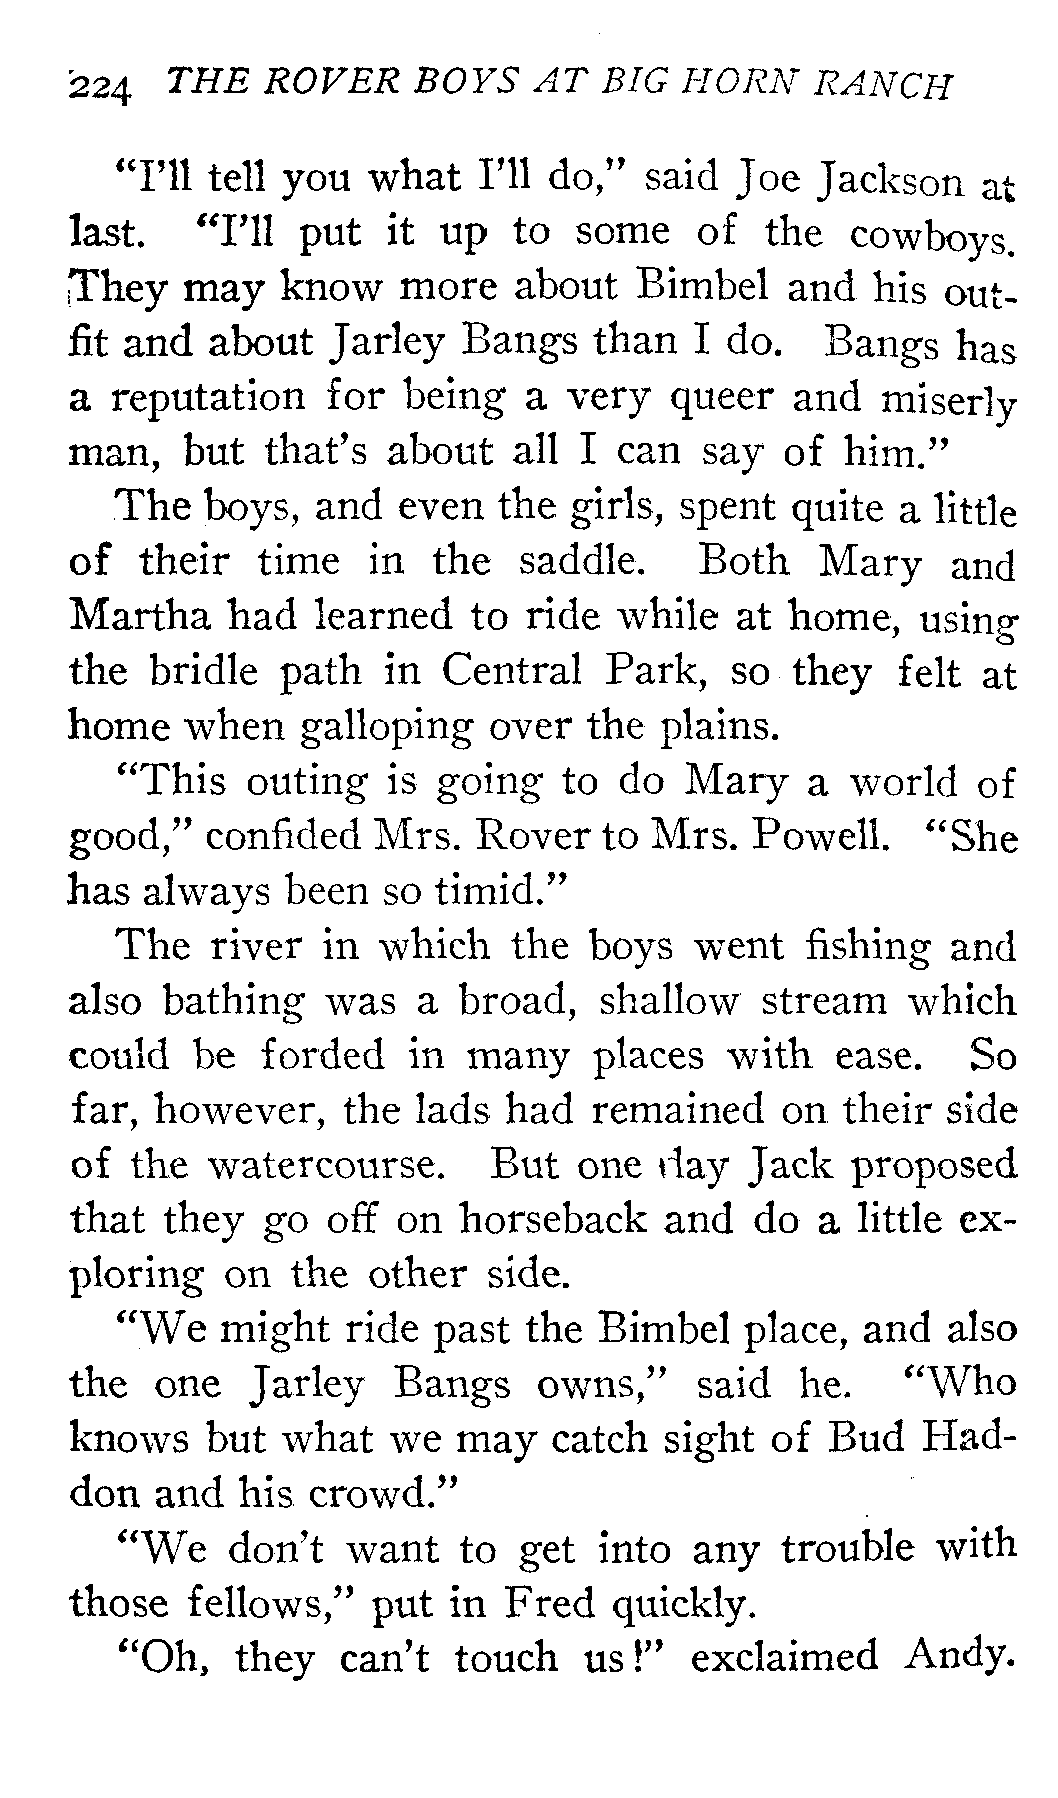 224 THE ROVER BOYS AT BIG HORN RANCH
“I’ll tell you what I’ll do,” said Joe Jackson at
last. “I’ll put it up to some of the cowboys.
They may know more about Bimbel and his out-
fit and about Jarley Bangs than I do. Bangs has
a reputation for being a very queer and miserly
man, but that’s about all I can say of him.”
The boys, and even the girls, spent quite a little
of their time in the saddle. Both Mary and
Martha had learned to ride while at home, using
the bridle path in Central Park, so they felt at
home when galloping over the plains.
“This outing is going to do Mary a world of
good,” confided Mrs. Rover to Mrs. Powell. “She
has always been so timid.”
The river in which the boys went fishing and
also bathing was a broad, shallow stream which
could be forded in many places with ease. So
far, however, the lads had remained on their side
of the watercourse. But one day Jack proposed
that they go off on horseback and do a little ex-
ploring on the other side.
“We might ride past the Bimbel place, and also
the one Jarley Bangs owns,” said he. “Who
knows but what we may catch sight of Bud Had-
don and his crowd.”
“We don’t want to get into any trouble with
those fellows,” put in Fred quickly.
“Oh, they can’t touch us!” exclaimed Andy.